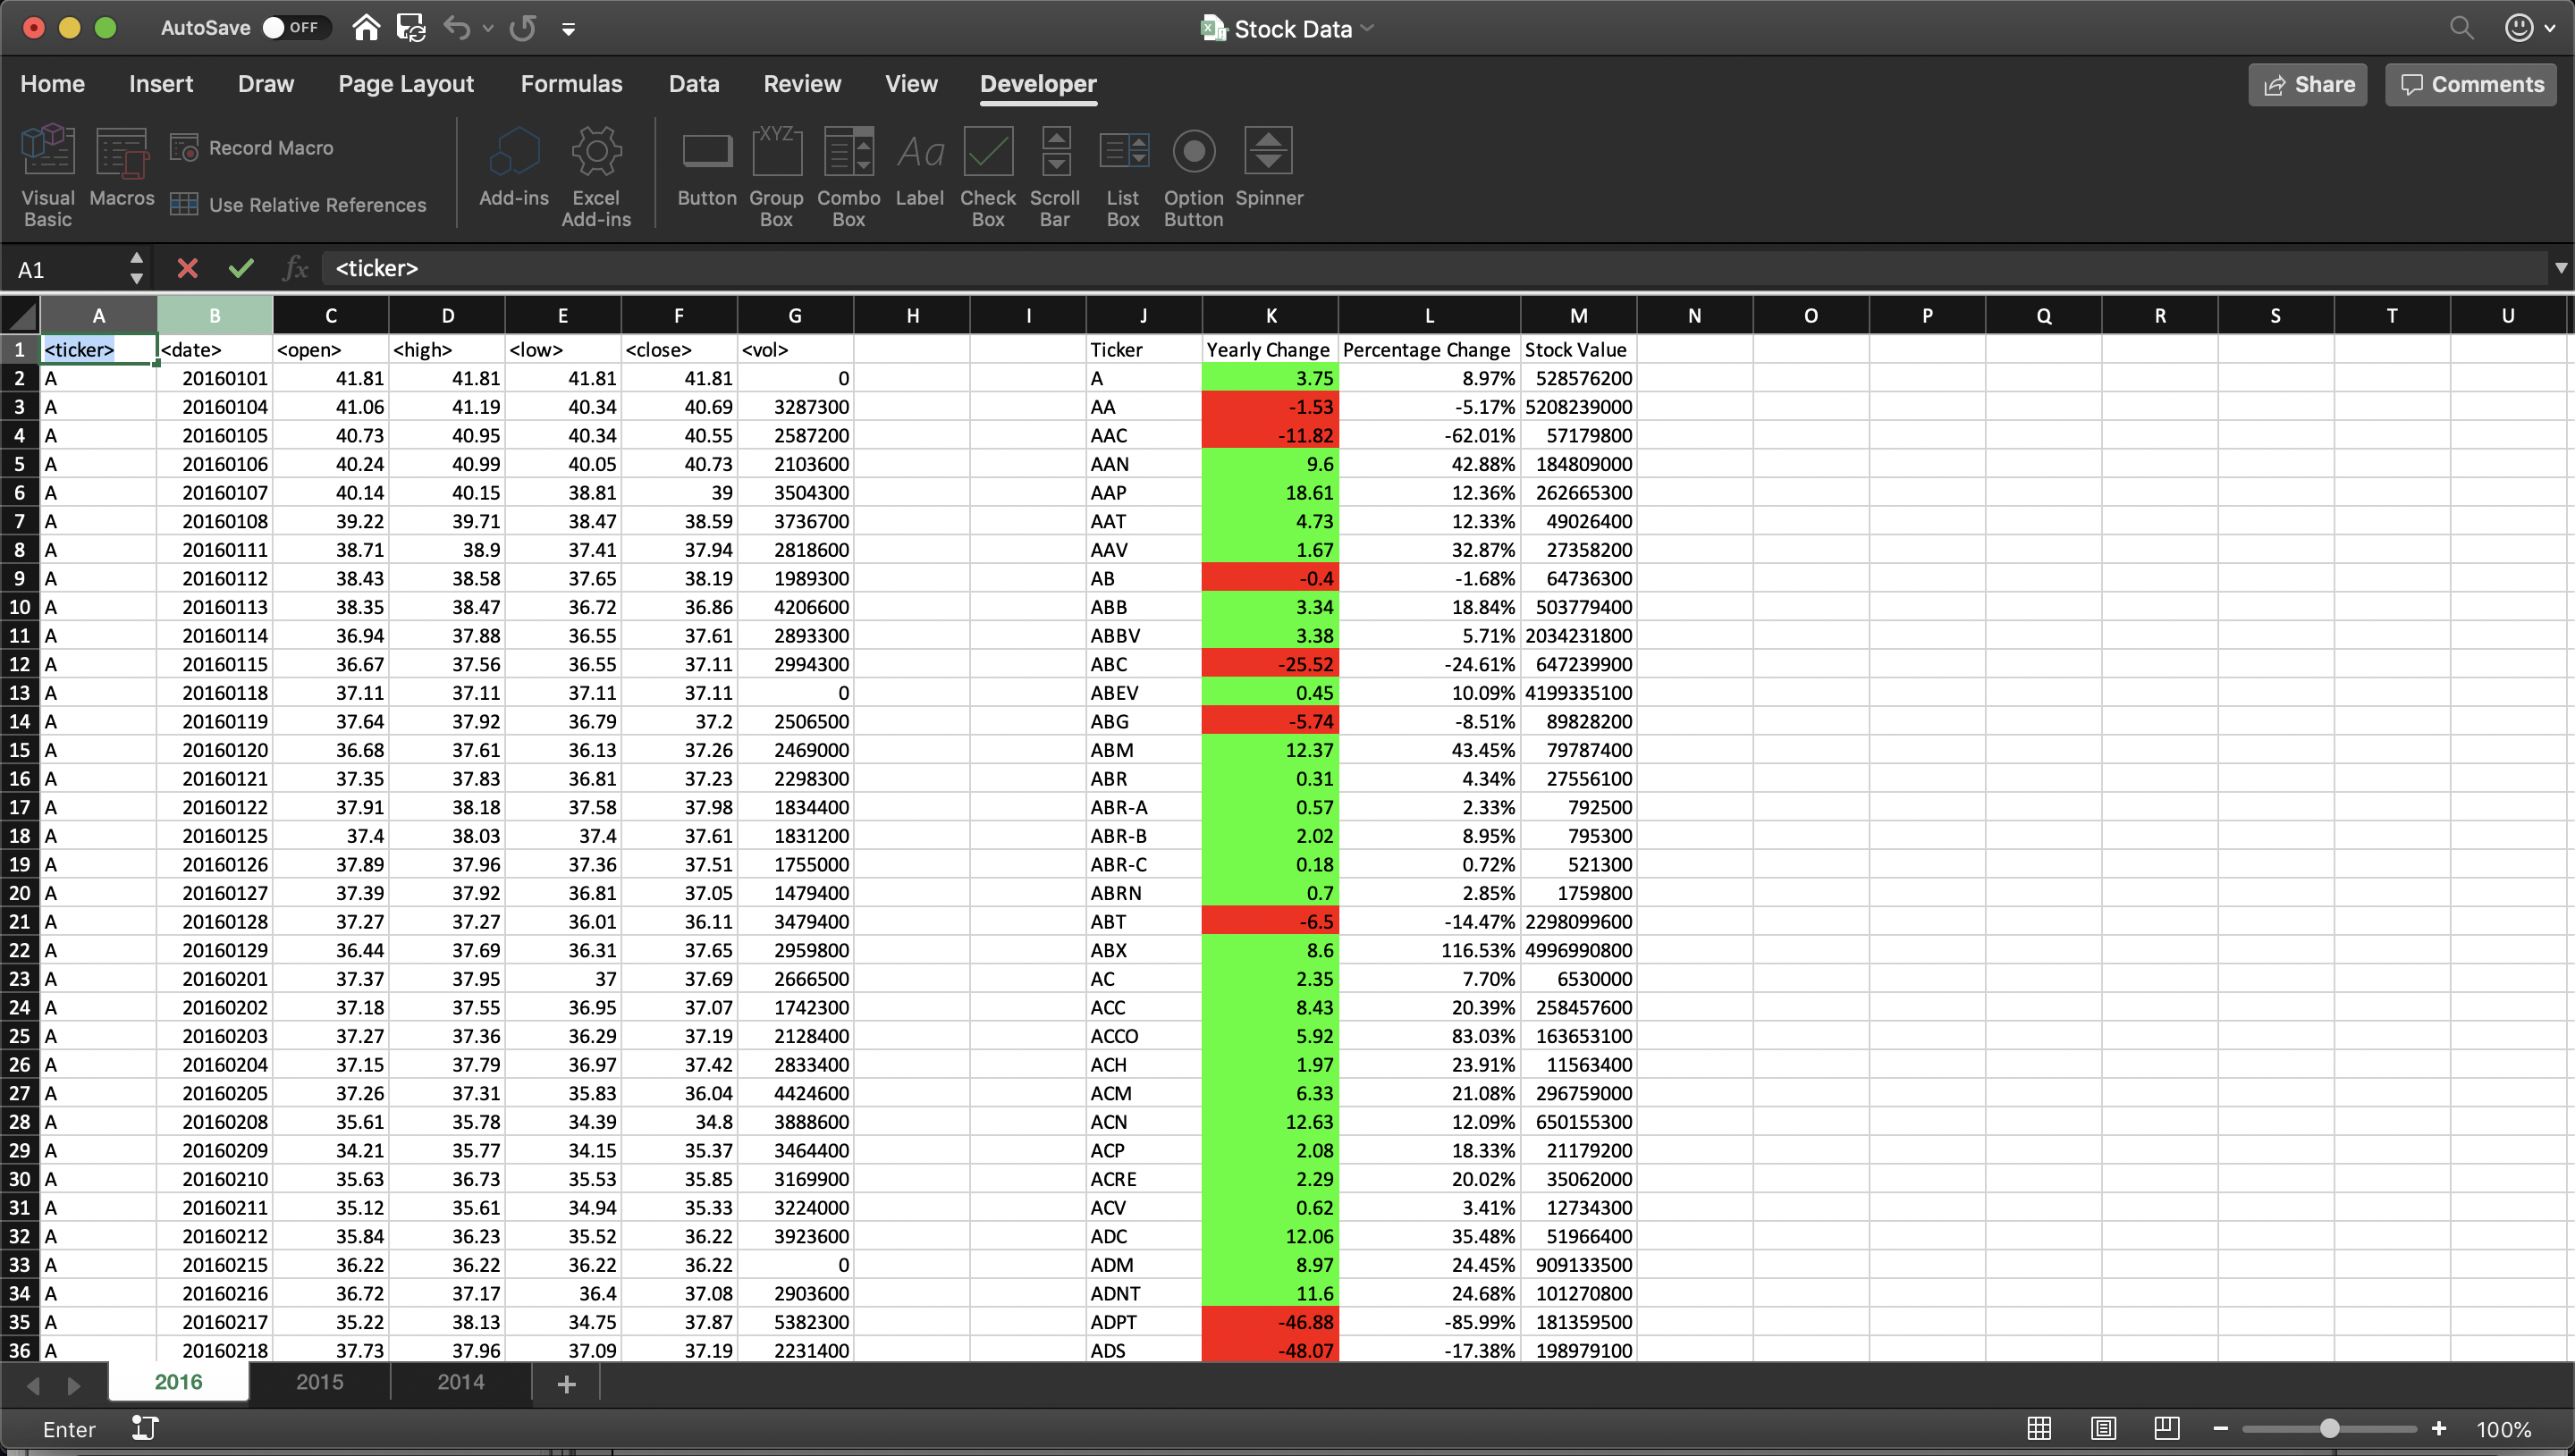 AutoSave OFF Stock Data
Home Insert Draw Page Layout Formulas Data Review View Developer Share Comments
Visual Basic Macros Record Macro Use Relative References Add-ins Excel Add-ins Button XYZ Group Box Combo Box Aa Label Check Box Scroll Bar List Box Option Button Spinner
A1 fx <ticker>
A B C D E F G H I J K L M N O P Q R S T U
1 <ticker> <date> <open> <high> <low> <close> <vol> Ticker Yearly Change Percentage Change Stock Value
2 A 20160101 41.81 41.81 41.81 41.81 0 A 3.75 8.97% 528576200
3 A 20160104 41.06 41.19 40.34 40.69 3287300 AA -1.53 -5.17% 5208239000
4 A 20160105 40.73 40.95 40.34 40.55 2587200 AAC -11.82 -62.01% 57179800
5 A 20160106 40.24 40.99 40.05 40.73 2103600 AAN 9.6 42.88% 184809000
6 A 20160107 40.14 40.15 38.81 39 3504300 AAP 18.61 12.36% 262665300
7 A 20160108 39.22 39.71 38.47 38.59 3736700 AAT 4.73 12.33% 49026400
8 A 20160111 38.71 38.9 37.41 37.94 2818600 AAV 1.67 32.87% 27358200
9 A 20160112 38.43 38.58 37.65 38.19 1989300 AB -0.4 -1.68% 64736300
10 A 20160113 38.35 38.47 36.72 36.86 4206600 ABB 3.34 18.84% 503779400
11 A 20160114 36.94 37.88 36.55 37.61 2893300 ABBV 3.38 5.71% 2034231800
12 A 20160115 36.67 37.56 36.55 37.11 2994300 ABC -25.52 -24.61% 647239900
13 A 20160118 37.11 37.11 37.11 37.11 0 ABEV 0.45 10.09% 4199335100
14 A 20160119 37.64 37.92 36.79 37.2 2506500 ABG -5.74 -8.51% 89828200
15 A 20160120 36.68 37.61 36.13 37.26 2469000 ABM 12.37 43.45% 79787400
16 A 20160121 37.35 37.83 36.81 37.23 2298300 ABR 0.31 4.34% 27556100
17 A 20160122 37.91 38.18 37.58 37.98 1834400 ABR-A 0.57 2.33% 792500
18 A 20160125 37.4 38.03 37.4 37.61 1831200 ABR-B 2.02 8.95% 795300
19 A 20160126 37.89 37.96 37.36 37.51 1755000 ABR-C 0.18 0.72% 521300
20 A 20160127 37.39 37.92 36.81 37.05 1479400 ABRN 0.7 2.85% 1759800
21 A 20160128 37.27 37.27 36.01 36.11 3479400 ABT -6.5 -14.47% 2298099600
22 A 20160129 36.44 37.69 36.31 37.65 2959800 ABX 8.6 116.53% 4996990800
23 A 20160201 37.37 37.95 37 37.69 2666500 AC 2.35 7.70% 6530000
24 A 20160202 37.18 37.55 36.95 37.07 1742300 ACC 8.43 20.39% 258457600
25 A 20160203 37.27 37.36 36.29 37.19 2128400 ACCO 5.92 83.03% 163653100
26 A 20160204 37.15 37.79 36.97 37.42 2833400 ACH 1.97 23.91% 11563400
27 A 20160205 37.26 37.31 35.83 36.04 4424600 ACM 6.33 21.08% 296759000
28 A 20160208 35.61 35.78 34.39 34.8 3888600 ACN 12.63 12.09% 650155300
29 A 20160209 34.21 35.77 34.15 35.37 3464400 ACP 2.08 18.33% 21179200
30 A 20160210 35.63 36.73 35.53 35.85 3169900 ACRE 2.29 20.02% 35062000
31 A 20160211 35.12 35.61 34.94 35.33 3224000 ACV 0.62 3.41% 12734300
32 A 20160212 35.84 36.23 35.52 36.22 3923600 ADC 12.06 35.48% 51966400
33 A 20160215 36.22 36.22 36.22 36.22 0 ADM 8.97 24.45% 909133500
34 A 20160216 36.72 37.17 36.4 37.08 2903600 ADNT 11.6 24.68% 101270800
35 A 20160217 35.22 38.13 34.75 37.87 5382300 ADPT -46.88 -85.99% 181359500
36 A 20160218 37.73 37.96 37.09 37.19 2231400 ADS -48.07 -17.38% 198979100
2016 2015 2014 +
Enter 100%